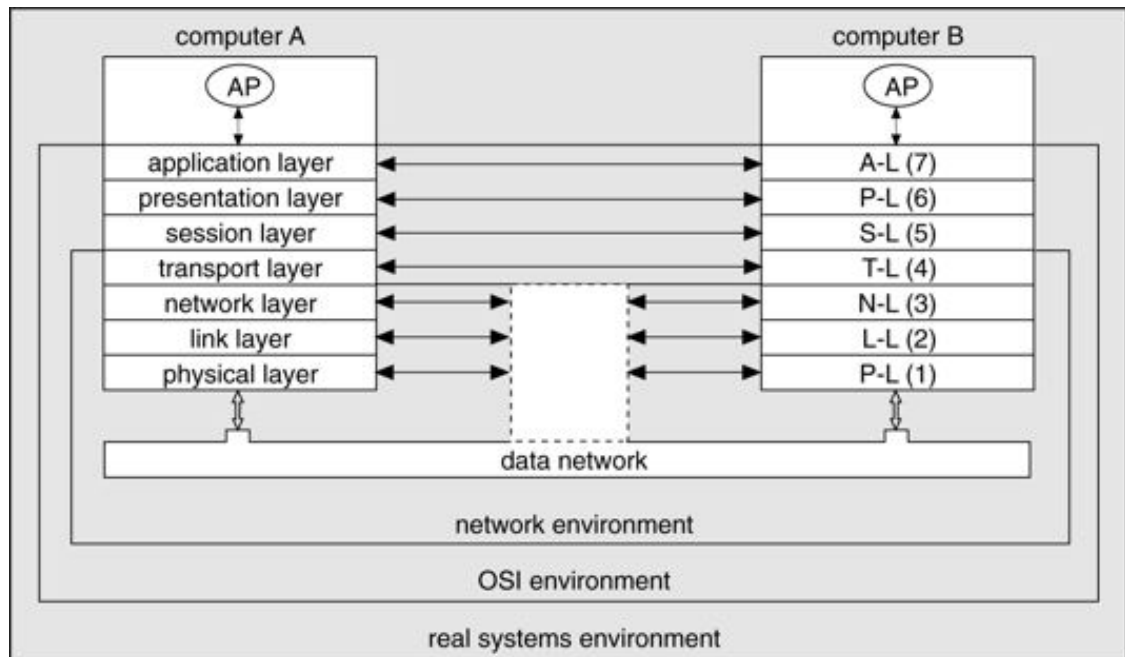 computer A
computer B
AP
AP
application layer
A-L (7)
presentation layer
P-L (6)
session layer
S-L (5)
transport layer
T-L (4)
network layer
N-L (3)
link layer
L-L (2)
physical layer
P-L (1)
data network
network environment
OSI environment
real systems environment